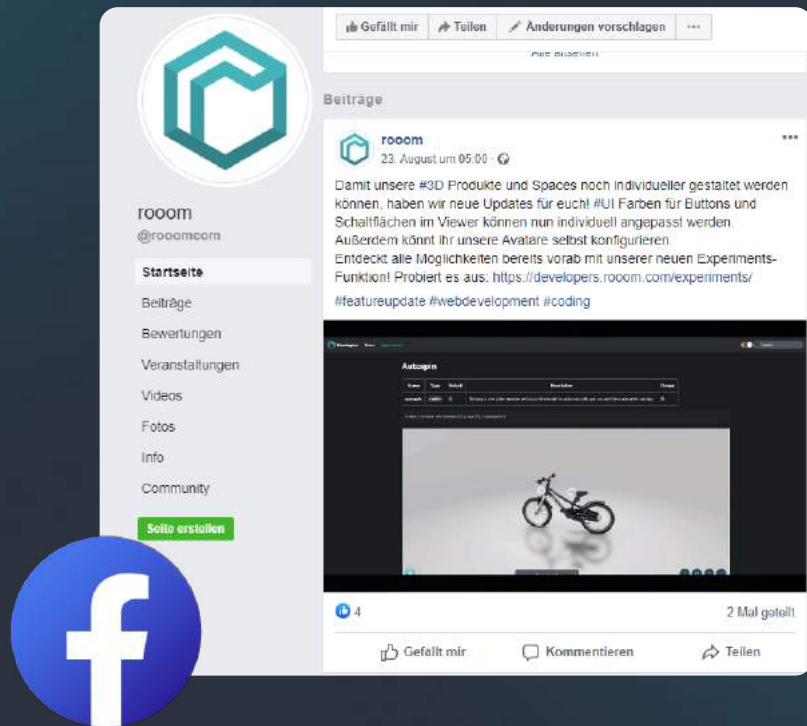 Gefällt mir Teilen Änderungen vorschlagen ...
Alle ansehen
Beiträge
rooom
23. August um 05:00 ·
Damit unsere #3D Produkte und Spaces noch individueller gestaltet werden
können, haben wir neue Updates für euch! #UI Farben für Buttons und
Schaltflächen im Viewer können nun individuell angepasst werden.
Außerdem könnt ihr unsere Avatare selbst konfigurieren.
Entdeckt alle Möglichkeiten bereits vorab mit unserer neuen Experiments-
Funktion! Probiert es aus: https://developers.rooom.com/experiments/
#featureupdate #webdevelopment #coding
Autospin
4
2 Mal geteilt
Gefällt mir Kommentieren Teilen
rooom
@rooomcom
Startseite
Beiträge
Bewertungen
Veranstaltungen
Videos
Fotos
Info
Community
Seite erstellen
f